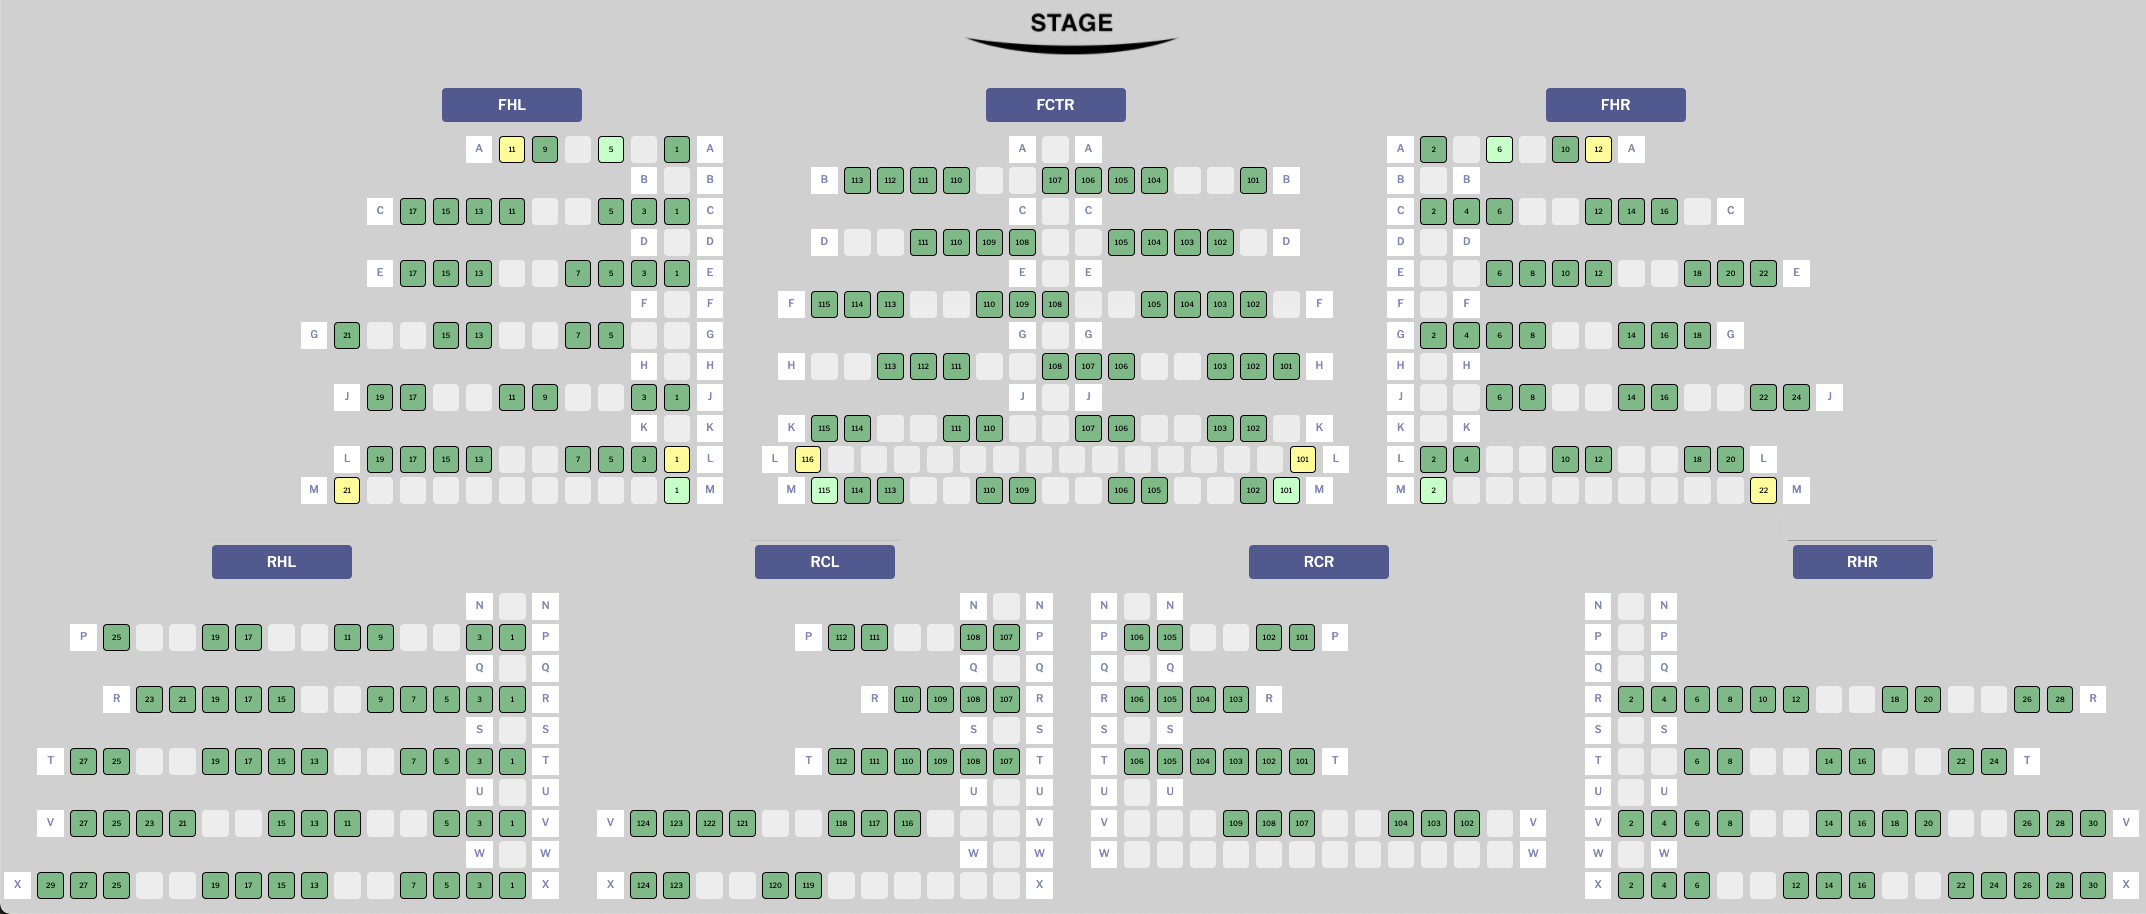 STAGE
FHL FCTR FHR
A 11 9 5 1 A A A A 2 6 10 12 A
B B B 113 112 111 110 107 106 105 104 101 B B B
C 17 15 13 11 5 3 1 C C C C 2 4 6 12 14 16 C
D D D 111 110 109 108 105 104 103 102 D D D
E 17 15 13 7 5 3 1 E E E E 6 8 10 12 18 20 22 E
F F F 115 114 113 110 109 108 105 104 103 102 F F F
G 21 15 13 7 5 G G G G 2 4 6 8 14 16 18 G
H H H 113 112 111 108 107 106 103 102 101 H H H
J 19 17 11 9 3 1 J J J J 6 8 14 16 22 24 J
K K K 115 114 111 110 107 106 103 102 K K K
L 19 17 15 13 7 5 3 1 L L 116 101 L L 2 4 10 12 18 20 L
M 21 1 M M 115 114 113 110 109 106 105 102 101 M M 2 22 M
RHL RCL RCR RHR
N N N N N N N N
P 25 19 17 11 9 3 1 P P 112 111 108 107 P P 106 105 102 101 P P P
Q Q Q Q Q Q Q Q
R 23 21 19 17 15 9 7 5 3 1 R R 110 109 108 107 R R 106 105 104 103 R R 2 4 6 8 10 12 18 20 26 28 R
S S S S S S S S
T 27 25 19 17 15 13 7 5 3 1 T T 112 111 110 109 108 107 T T 106 105 104 103 102 101 T T 6 8 14 16 22 24 T
U U U U U U U U
V 27 25 23 21 15 13 11 5 3 1 V V 124 123 122 121 118 117 116 V V 109 108 107 104 103 102 V V 2 4 6 8 14 16 18 20 26 28 30 V
W W W W W W W W
X 29 27 25 19 17 15 13 7 5 3 1 X X 124 123 120 119 X X 2 4 6 12 14 16 22 24 26 28 30 X